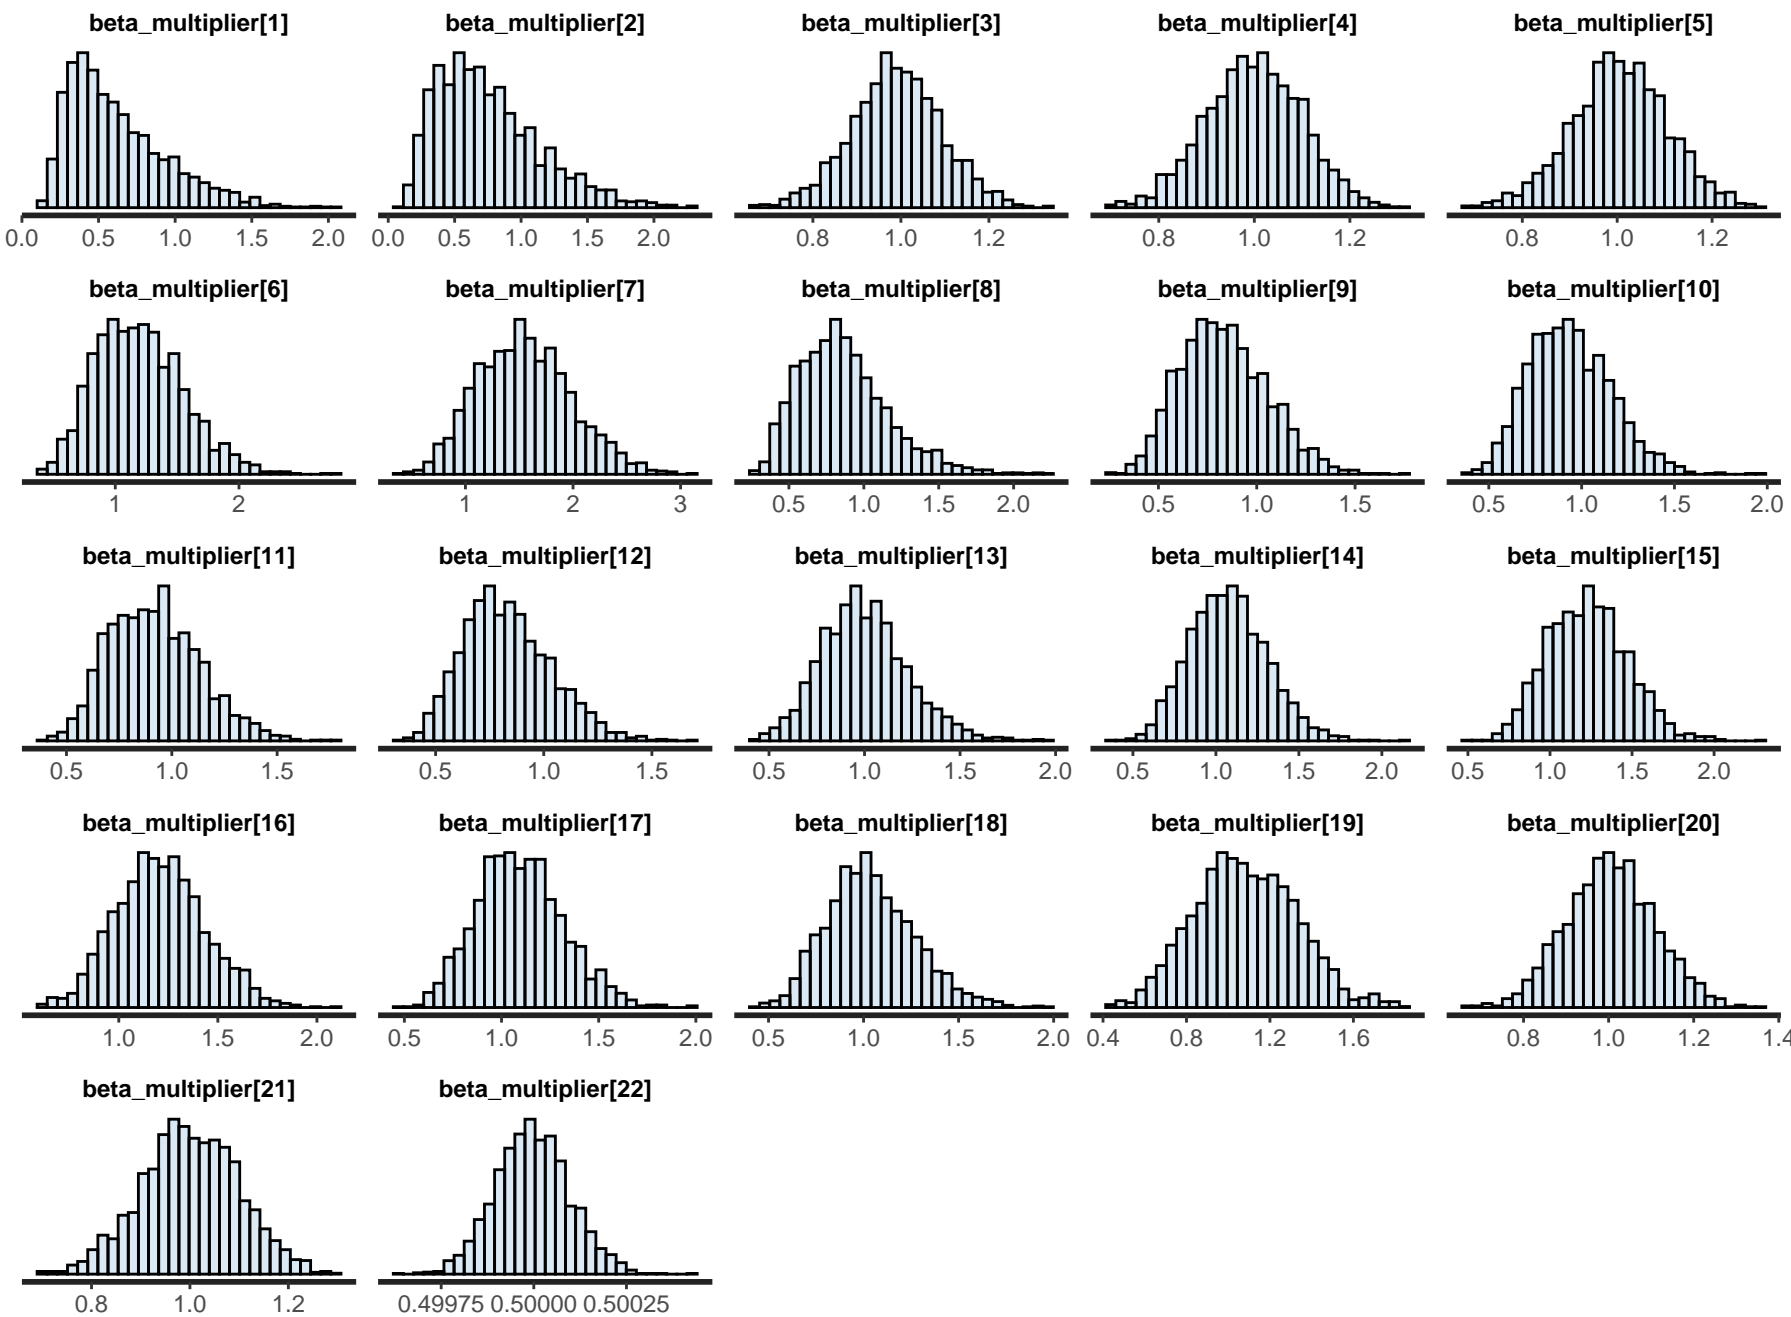 beta_multiplier[1] beta_multiplier[2] beta_multiplier[3] beta_multiplier[4] beta_multiplier[5]
0.0 0.5 1.0 1.5 2.0 0.0 0.5 1.0 1.5 2.0 0.8 1.0 1.2 0.8 1.0 1.2 0.8 1.0 1.2
beta_multiplier[6] beta_multiplier[7] beta_multiplier[8] beta_multiplier[9] beta_multiplier[10]
1 2 1 2 3 0.5 1.0 1.5 2.0 0.5 1.0 1.5 0.5 1.0 1.5 2.0
beta_multiplier[11] beta_multiplier[12] beta_multiplier[13] beta_multiplier[14] beta_multiplier[15]
0.5 1.0 1.5 0.5 1.0 1.5 0.5 1.0 1.5 2.0 0.5 1.0 1.5 2.0 0.5 1.0 1.5 2.0
beta_multiplier[16] beta_multiplier[17] beta_multiplier[18] beta_multiplier[19] beta_multiplier[20]
1.0 1.5 2.0 0.5 1.0 1.5 2.0 0.5 1.0 1.5 2.0 0.4 0.8 1.2 1.6 0.8 1.0 1.2 1.4
beta_multiplier[21] beta_multiplier[22]
0.8 1.0 1.2 0.49975 0.50000 0.50025